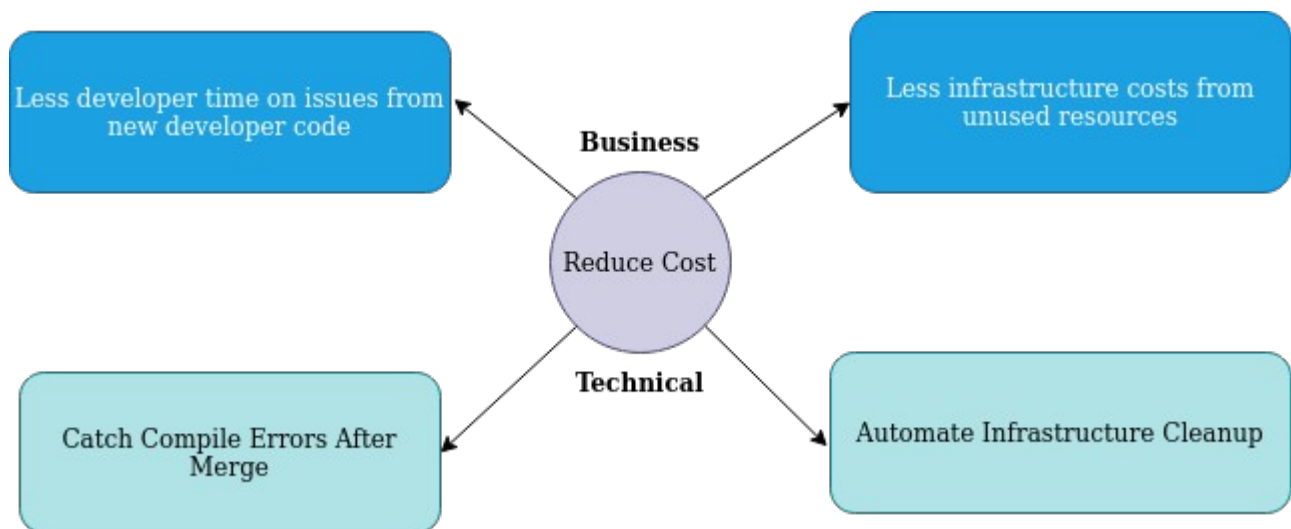 Less developer time on issues from
new developer code
Less infrastructure costs from
unused resources
Business
Reduce Cost
Technical
Catch Compile Errors After
Merge
Automate Infrastructure Cleanup